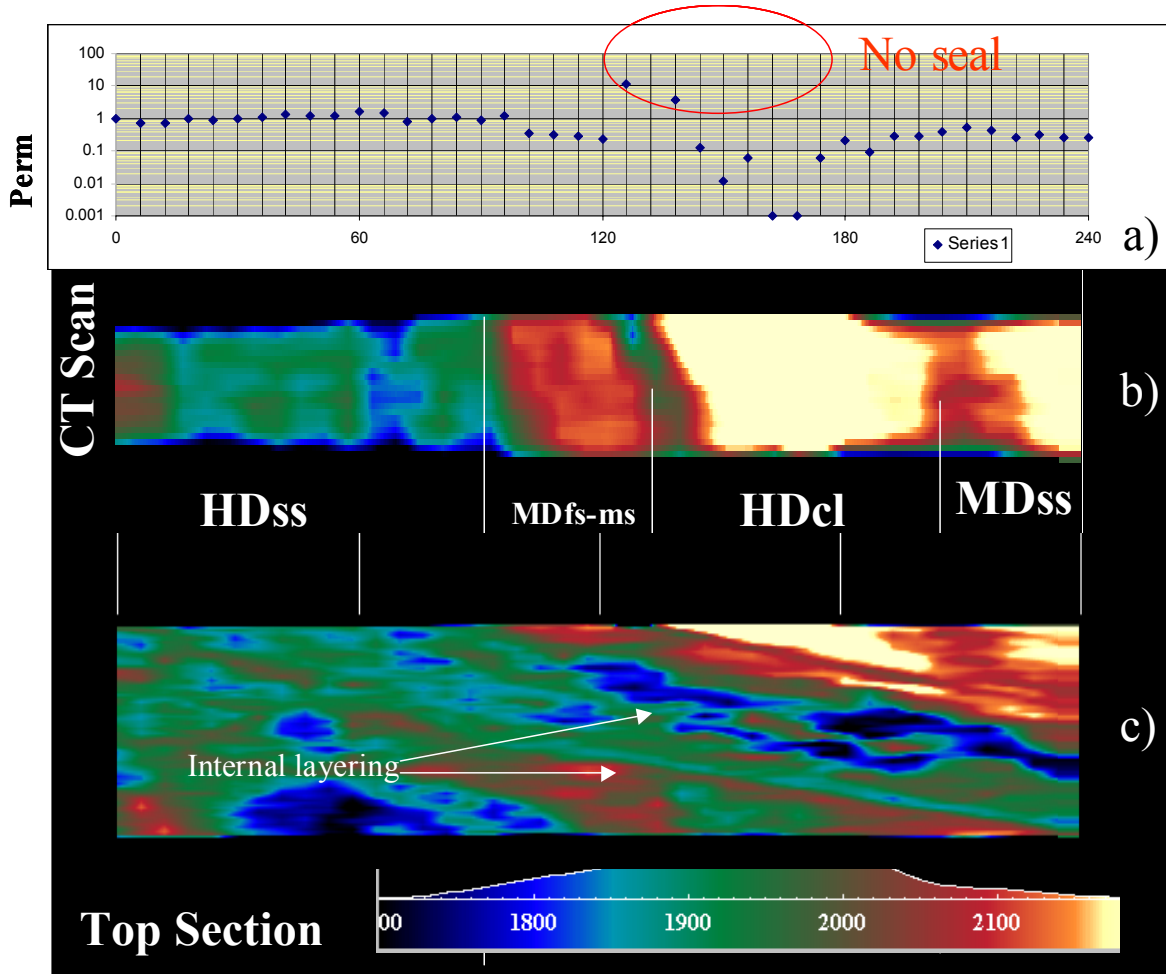 No seal
100
10
1
0.1
0.01
0.001
Perm
0 60 120 180 240
Series1
a)
CT Scan
b)
HDss MDfs-ms HDcl MDss
c)
Internal layering
00 1800 1900 2000 2100
Top Section